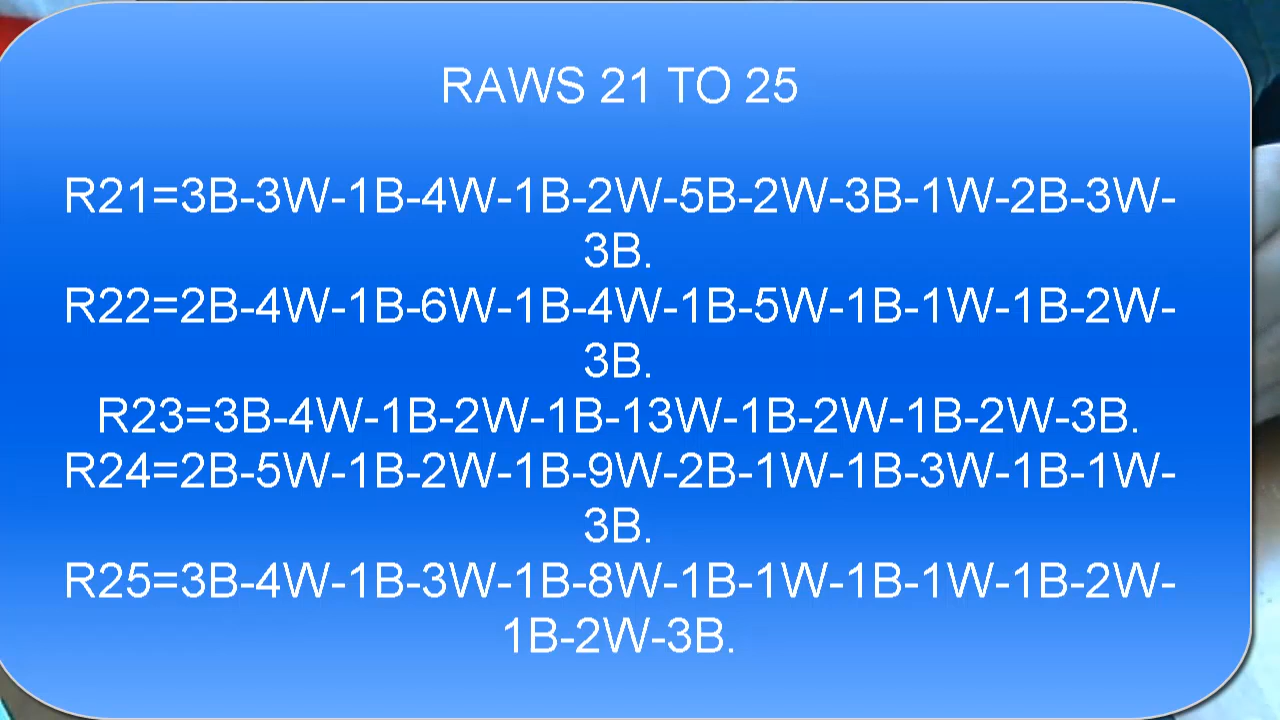 RAWS 21 TO 25
R21=3B-3W-1B-4W-1B-2W-5B-2W-3B-1W-2B-3W-
3B.
R22=2B-4W-1B-6W-1B-4W-1B-5W-1B-1W-1B-2W-
3B.
R23=3B-4W-1B-2W-1B-13W-1B-2W-1B-2W-3B.
R24=2B-5W-1B-2W-1B-9W-2B-1W-1B-3W-1B-1W-
3B.
R25=3B-4W-1B-3W-1B-8W-1B-1W-1B-1W-1B-2W-
1B-2W-3B.